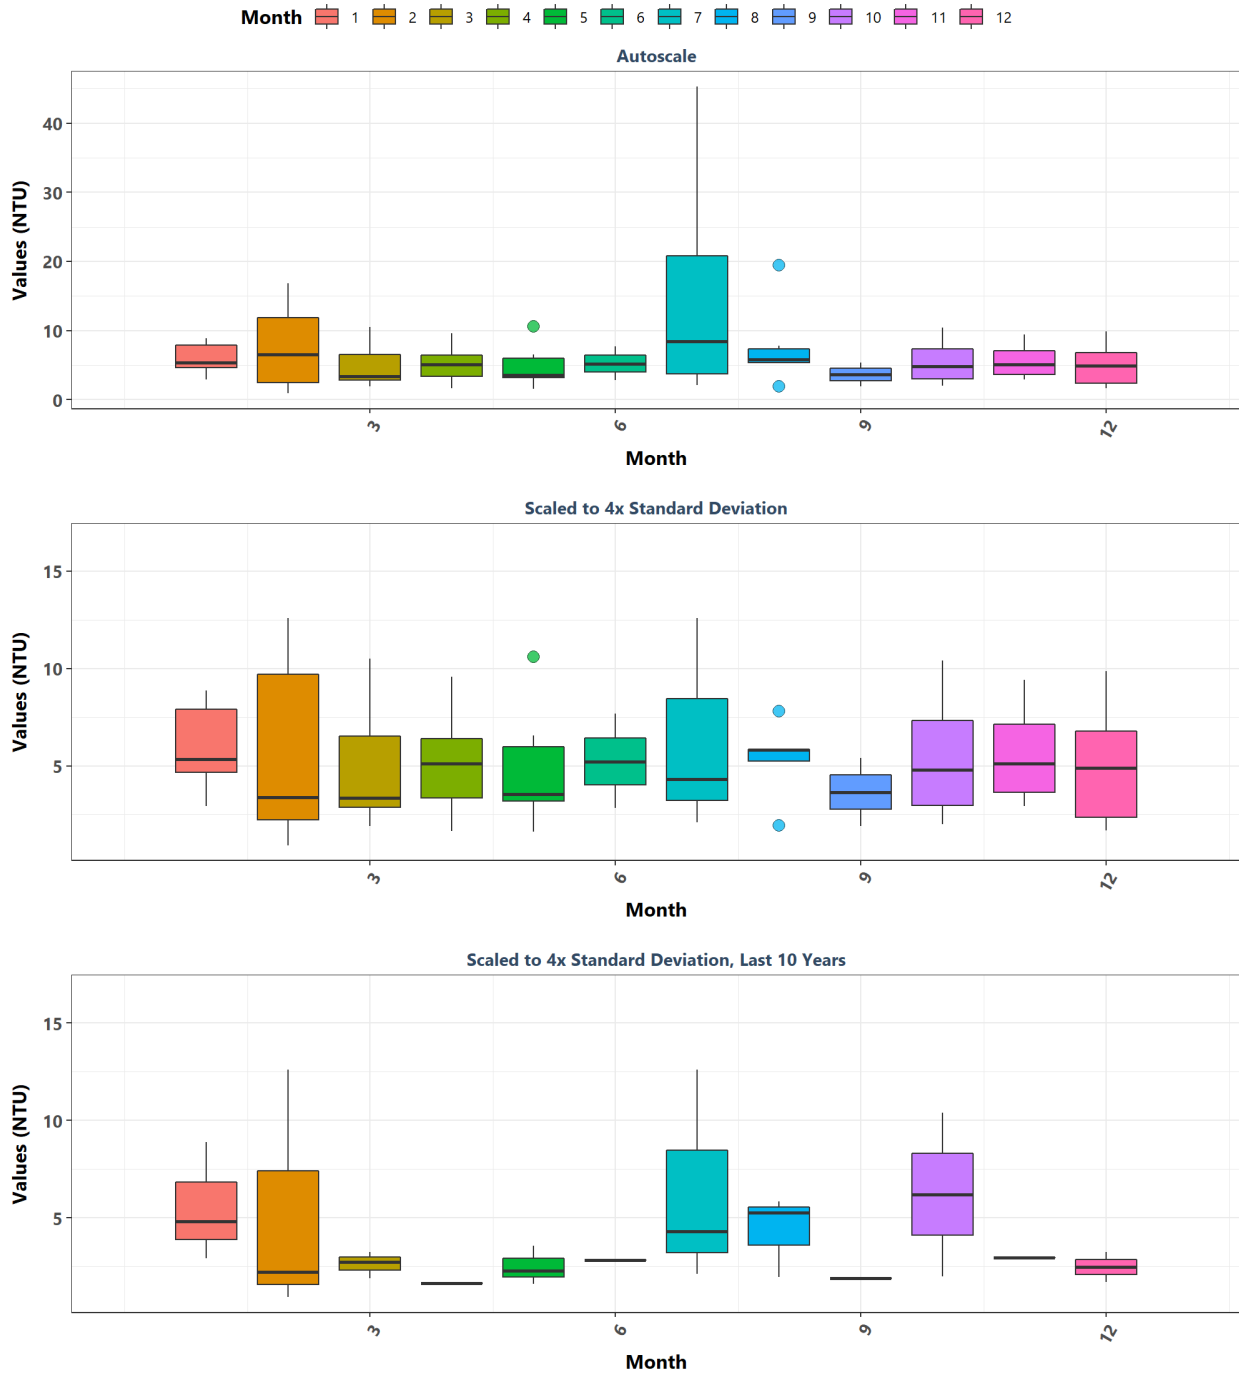 Month 1 2 3 4 5 6 7 8 9 10 11 12
Autoscale
Values (NTU)
40
30
20
10
0
3 6 9 12
Month
Scaled to 4x Standard Deviation
Values (NTU)
15
10
5
3 6 9 12
Month
Scaled to 4x Standard Deviation, Last 10 Years
Values (NTU)
15
10
5
3 6 9 12
Month